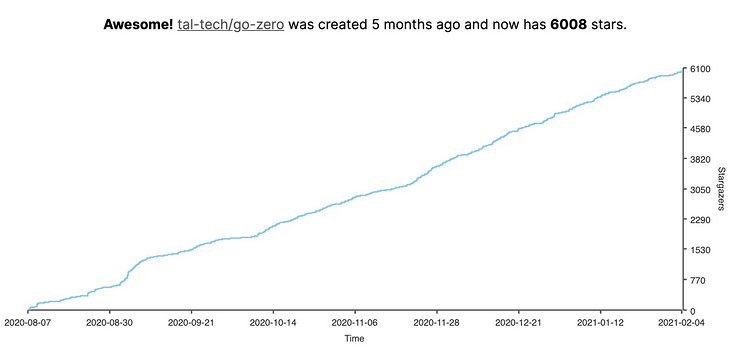 Awesome! tal-tech/go-zero was created 5 months ago and now has 6008 stars.
6100
5340
4580
3820
3050
2290
1530
770
0
Stargazers
2020-08-07 2020-08-30 2020-09-21 2020-10-14 2020-11-06 2020-11-28 2020-12-21 2021-01-12 2021-02-04
Time